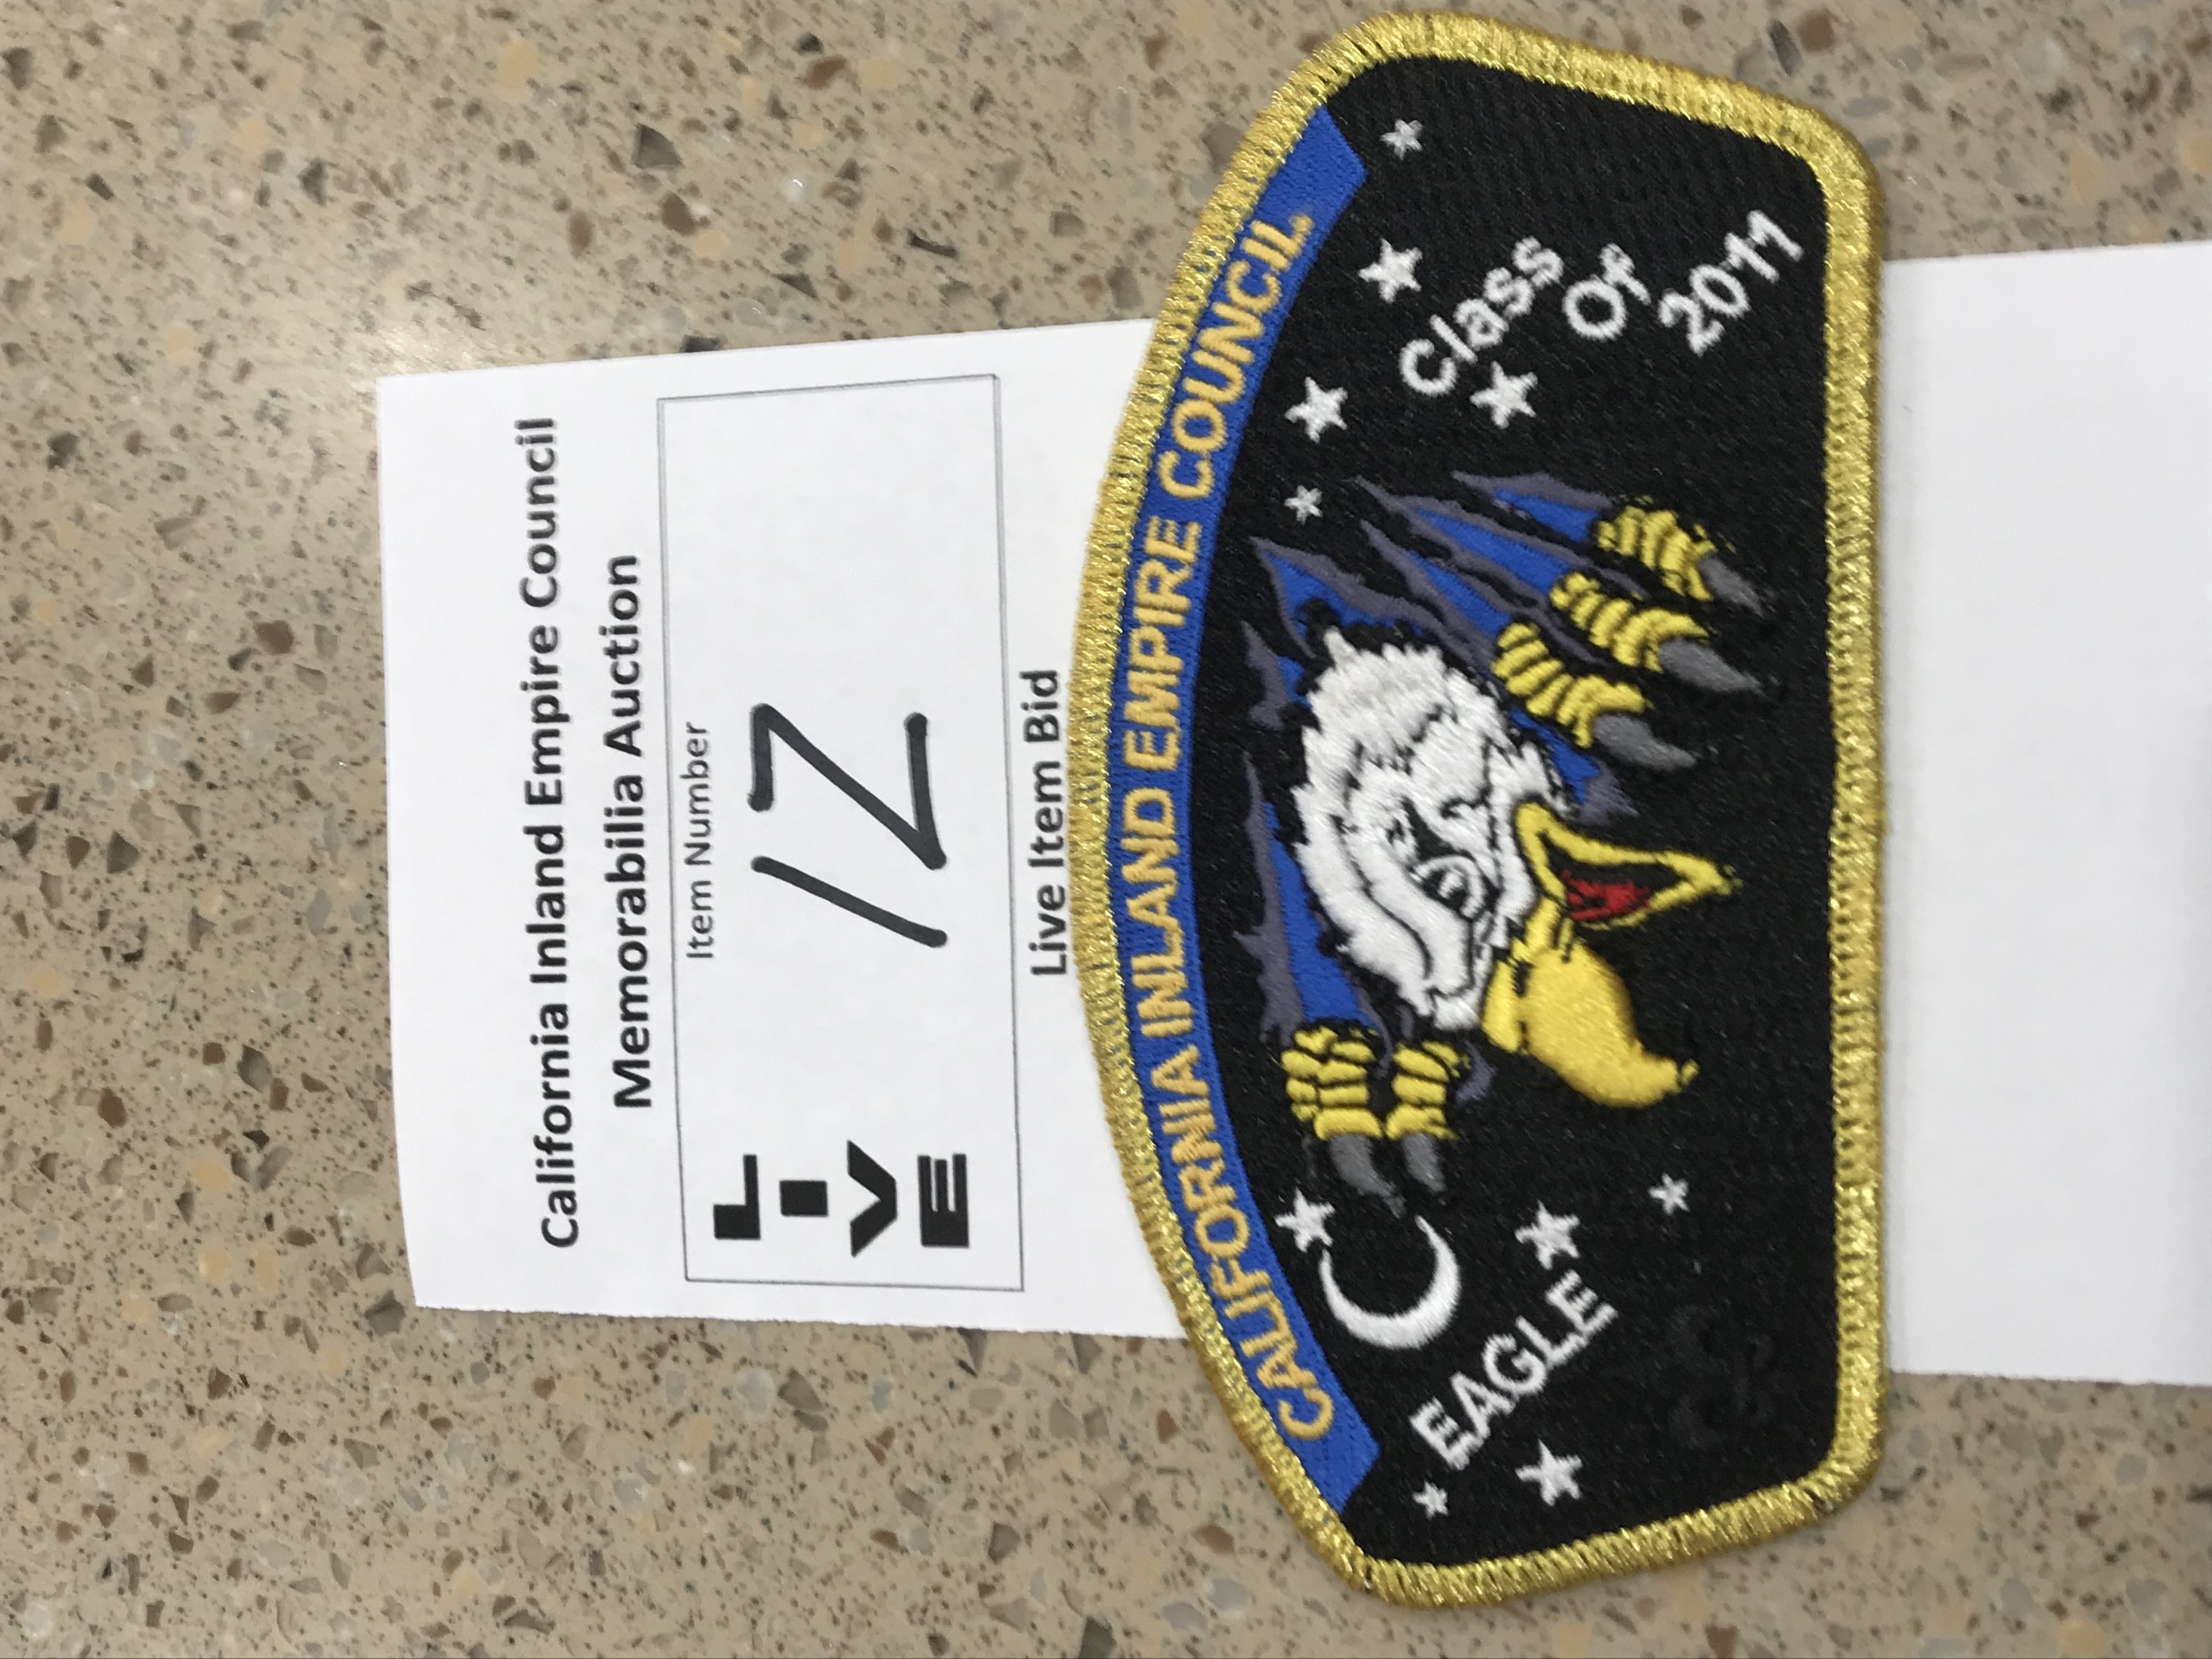 California Inland Empire Council
Memorabilia Auction
LIVE
Item Number
12
Live Item Bid
CALIFORNIA INLAND EMPIRE COUNCIL
EAGLE
Class
Of
2011